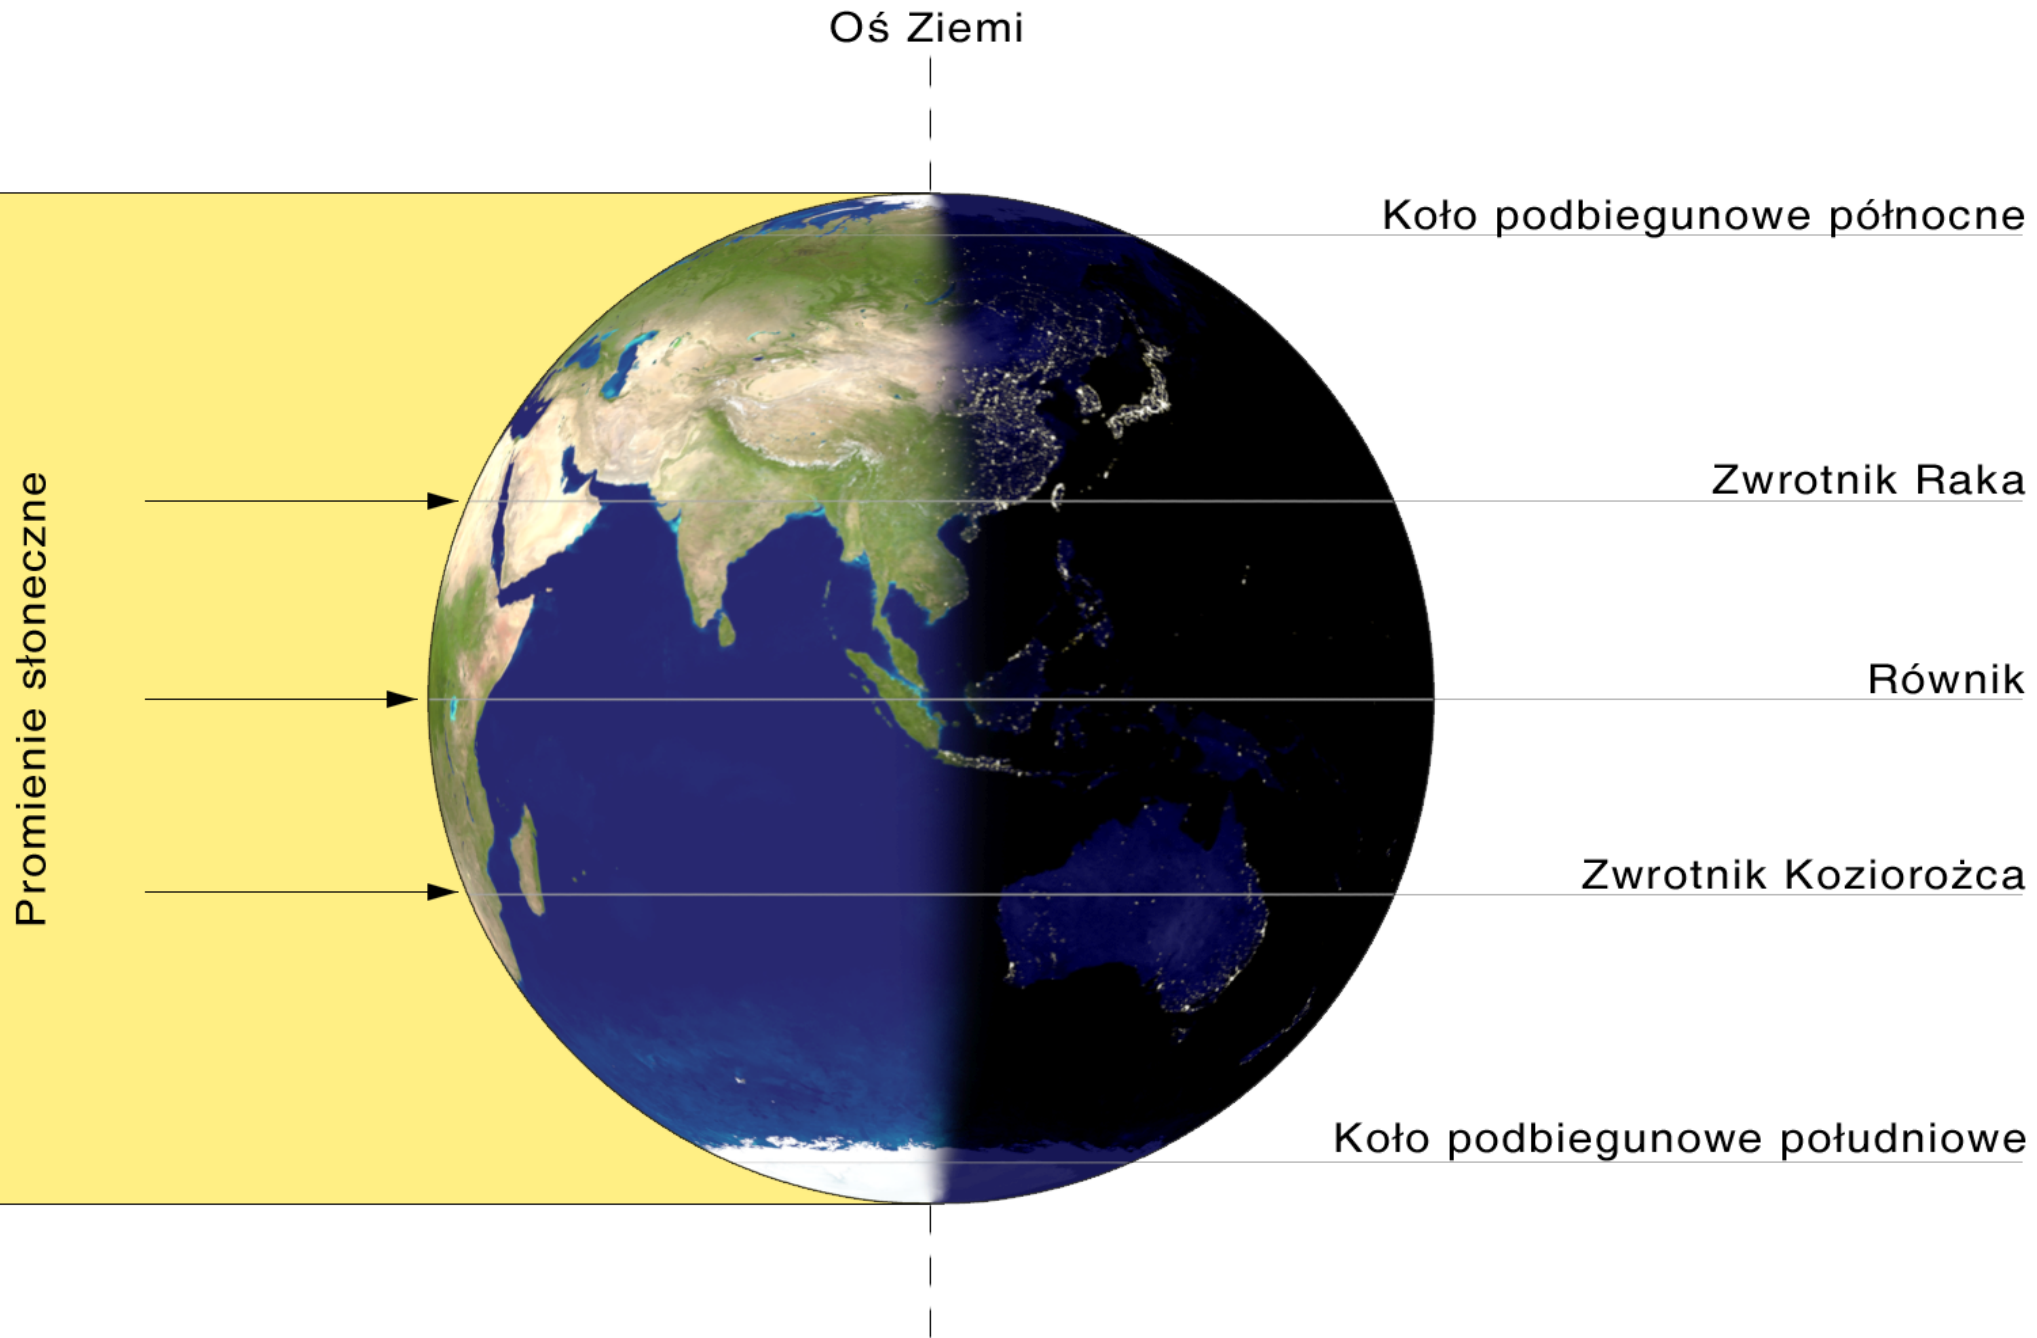 Oś Ziemi
Koło podbiegunowe północne
Zwrotnik Raka
Promienie słoneczne
Równik
Zwrotnik Koziorożca
Koło podbiegunowe południowe